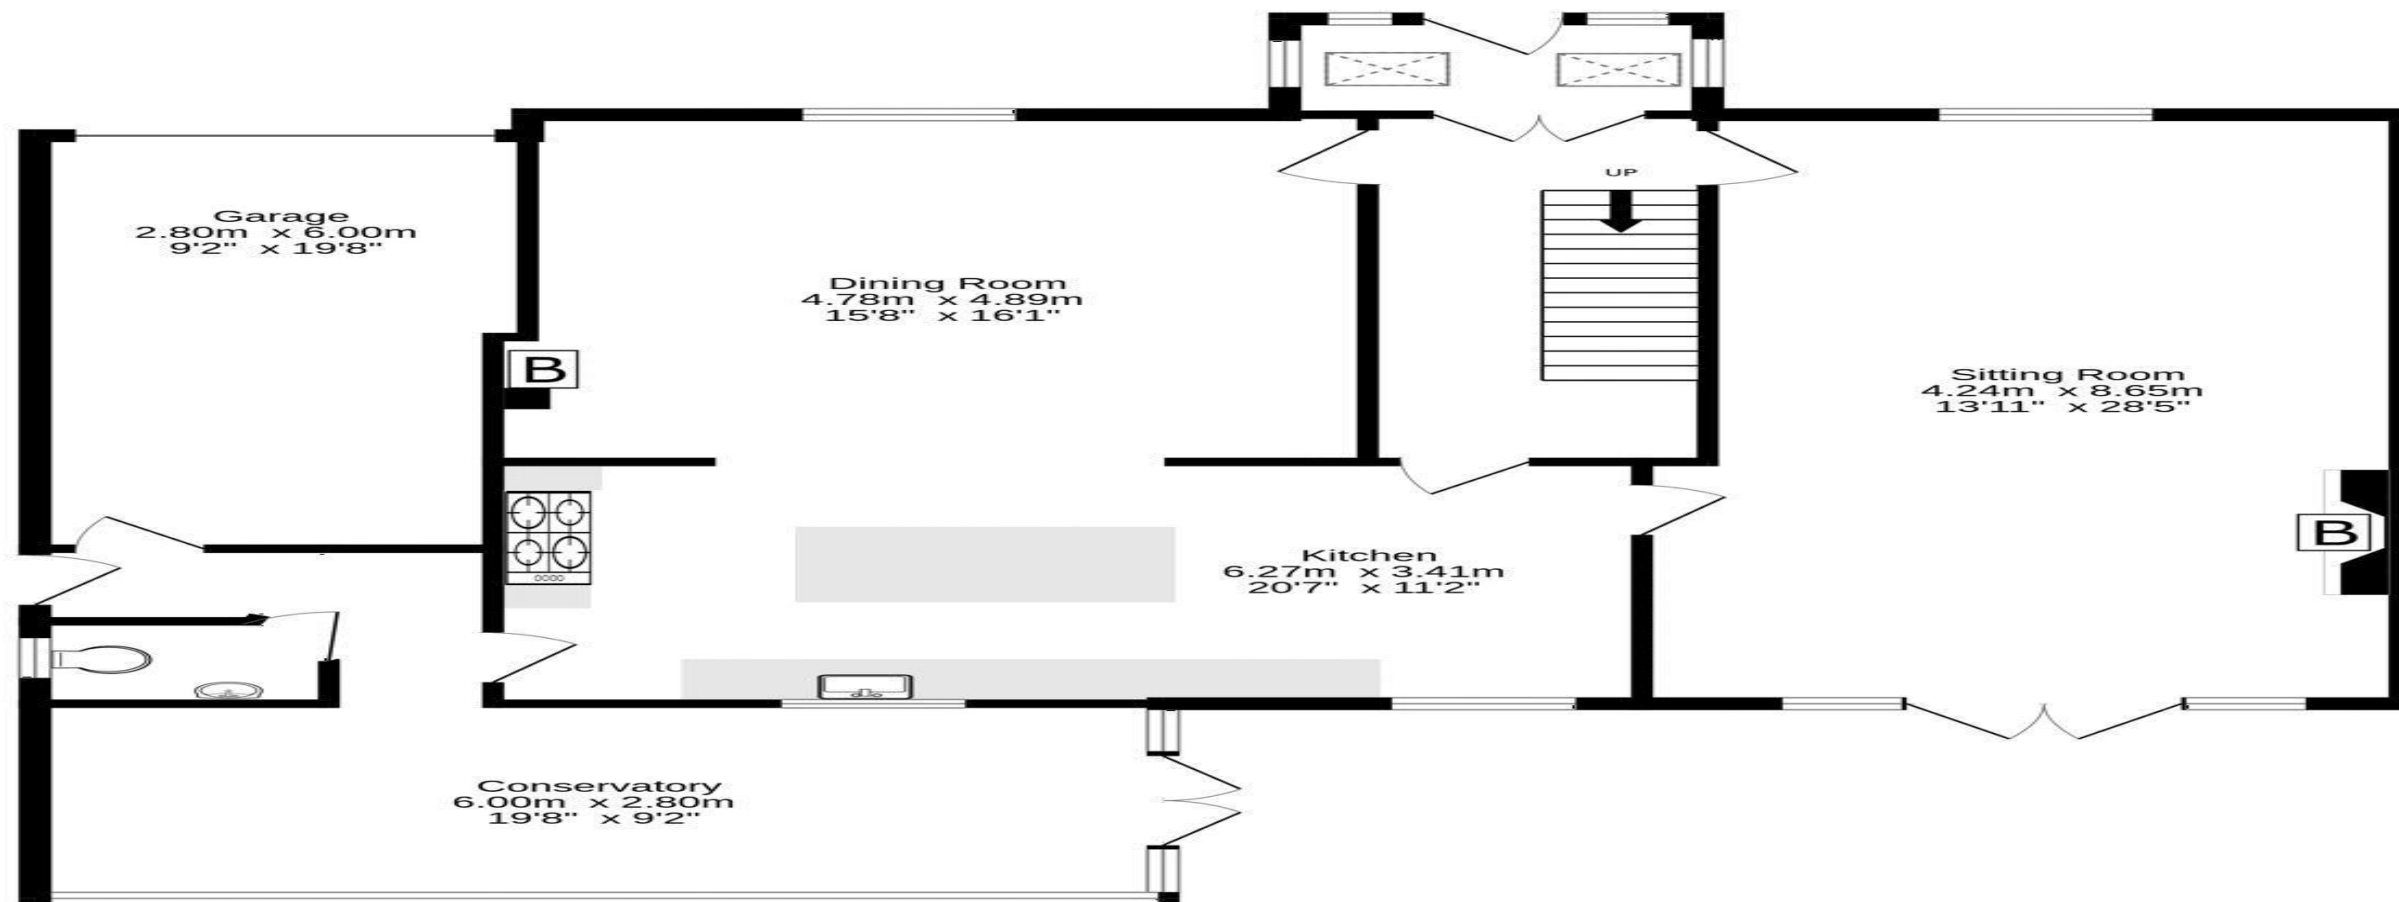 UP
Garage
2.80m x 6.00m
9'2" x 19'8"
Dining Room
4.78m x 4.89m
15'8" x 16'1"
B
Sitting Room
4.24m x 8.65m
13'11" x 28'5"
B
Kitchen
6.27m x 3.41m
20'7" x 11'2"
Conservatory
6.00m x 2.80m
19'8" x 9'2"